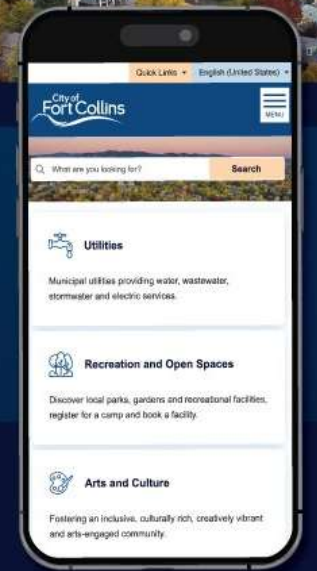 Quick Links
English (United States)
City of
Fort Collins
MENU
What are you looking for?
Search
Utilities
Municipal utilities providing water, wastewater,
stormwater and electric services.
Recreation and Open Spaces
Discover local parks, gardens and recreational facilities,
register for a camp and book a facility.
Arts and Culture
Fostering an inclusive, culturally rich, creatively vibrant
and arts-engaged community.